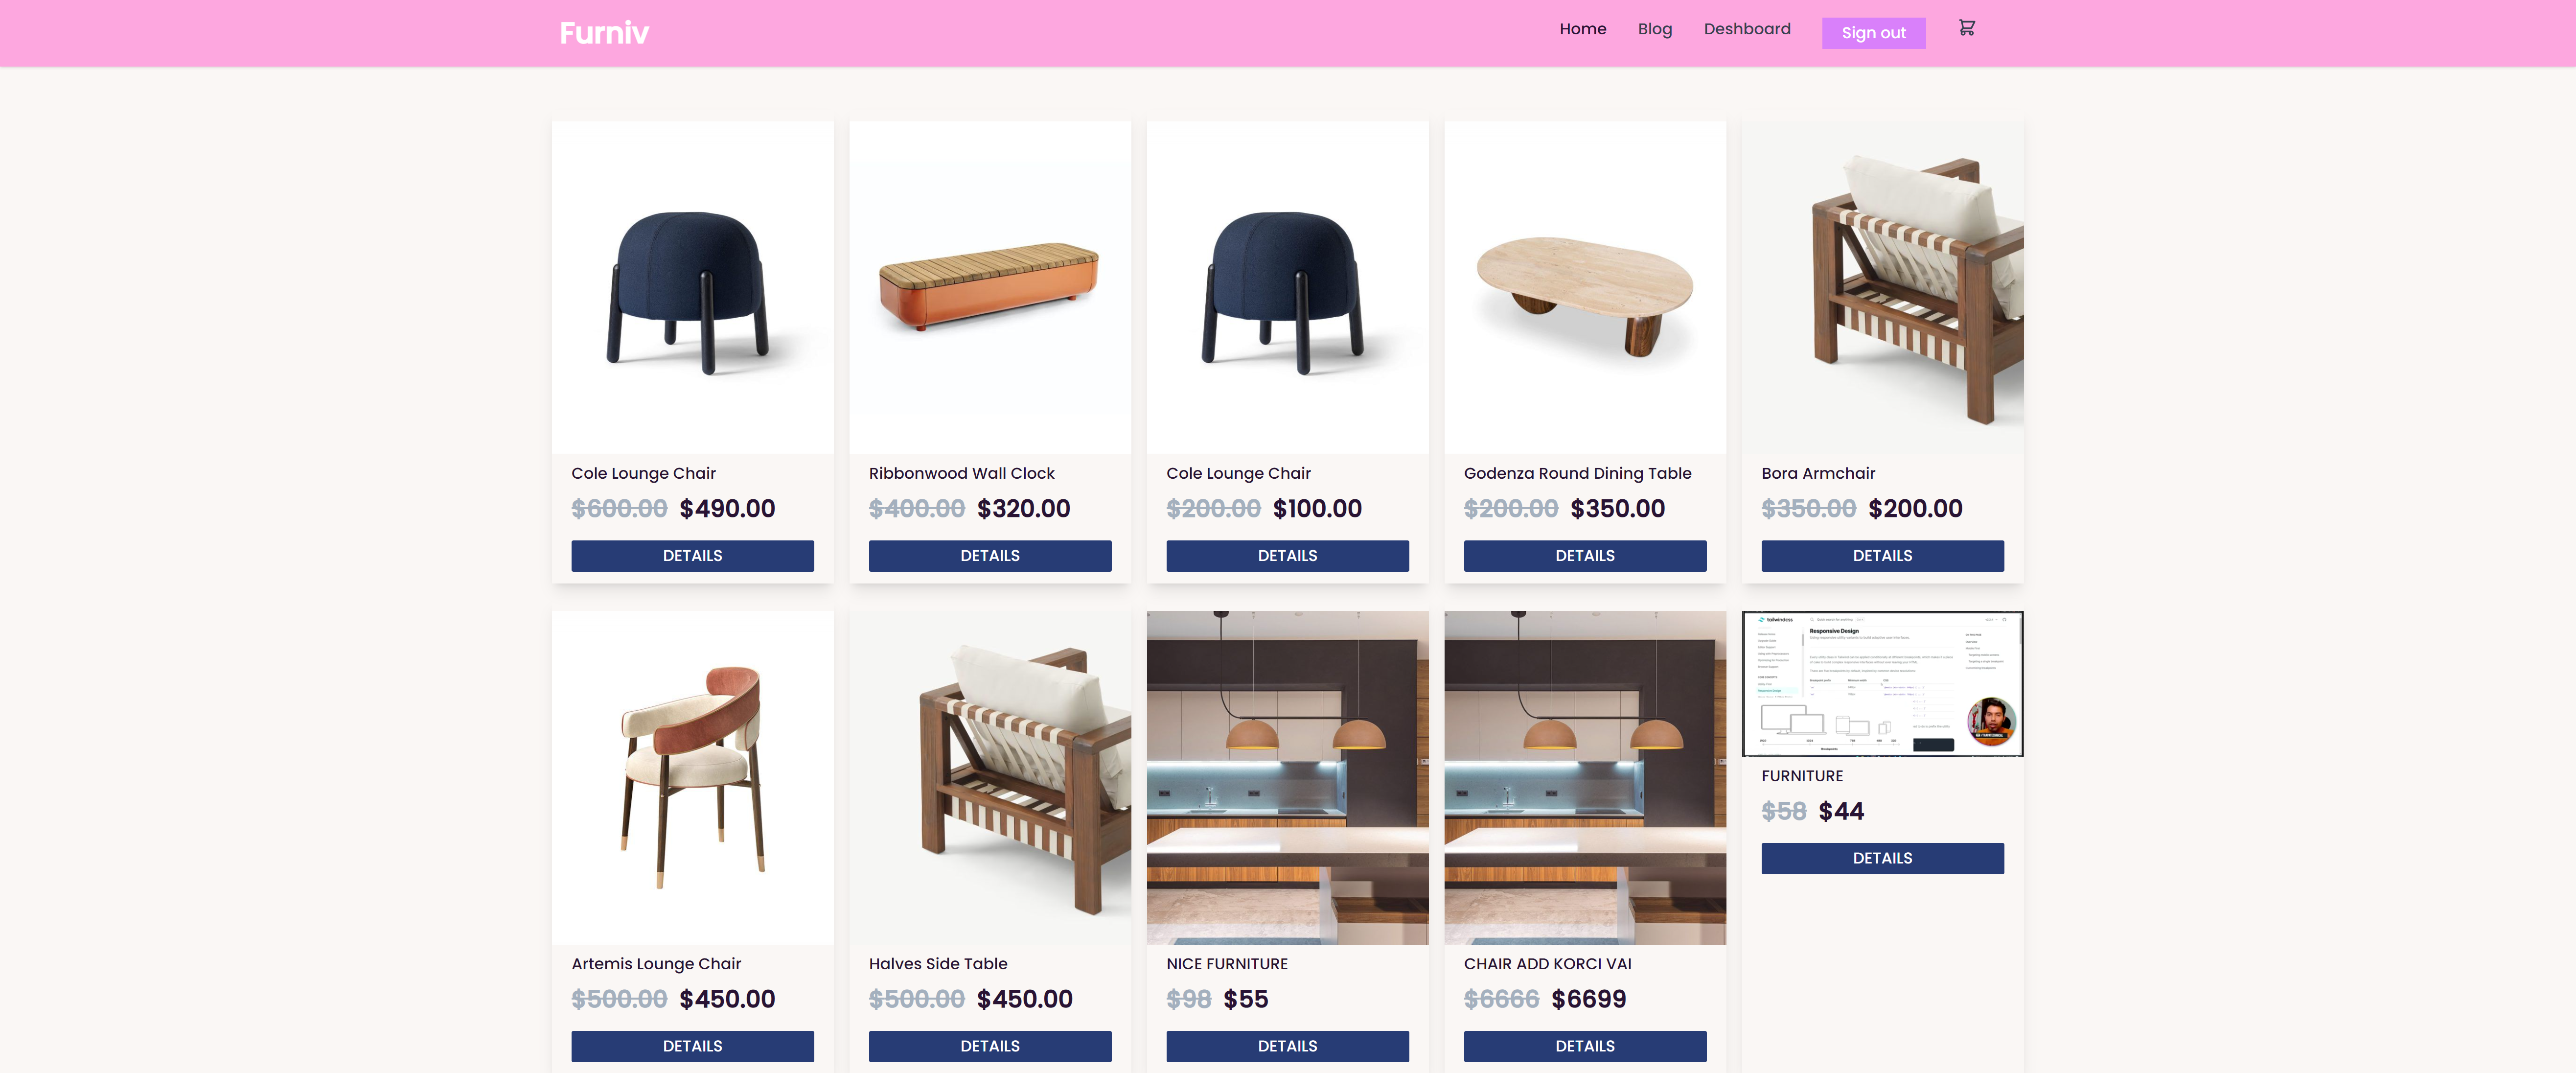 Furniv
Home Blog Deshboard Sign out
Cole Lounge Chair
$600.00 $490.00
DETAILS
Ribbonwood Wall Clock
$400.00 $320.00
DETAILS
Cole Lounge Chair
$200.00 $100.00
DETAILS
Godenza Round Dining Table
$200.00 $350.00
DETAILS
Bora Armchair
$350.00 $200.00
DETAILS
Artemis Lounge Chair
$500.00 $450.00
DETAILS
Halves Side Table
$500.00 $450.00
DETAILS
NICE FURNITURE
$98 $55
DETAILS
CHAIR ADD KORCI VAI
$6666 $6699
DETAILS
tailwindcss
Responsive Design
FURNITURE
$58 $44
DETAILS